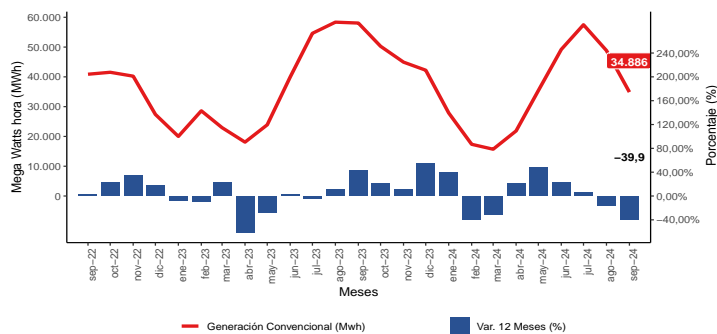 Mega Watts hora (MWh)
60.000
50.000
40.000
30.000
20.000
10.000
0
240,00%
200,00%
160,00%
120,00%
80,00%
40,00%
0,00%
−40,00%
Porcentaje (%)
34.886
−39,9
sep−22
oct−22
nov−22
dic−22
ene−23
feb−23
mar−23
abr−23
may−23
jun−23
jul−23
ago−23
sep−23
oct−23
nov−23
dic−23
ene−24
feb−24
mar−24
abr−24
may−24
jun−24
jul−24
ago−24
sep−24
Meses
Generación Convencional (Mwh)
Var. 12 Meses (%)